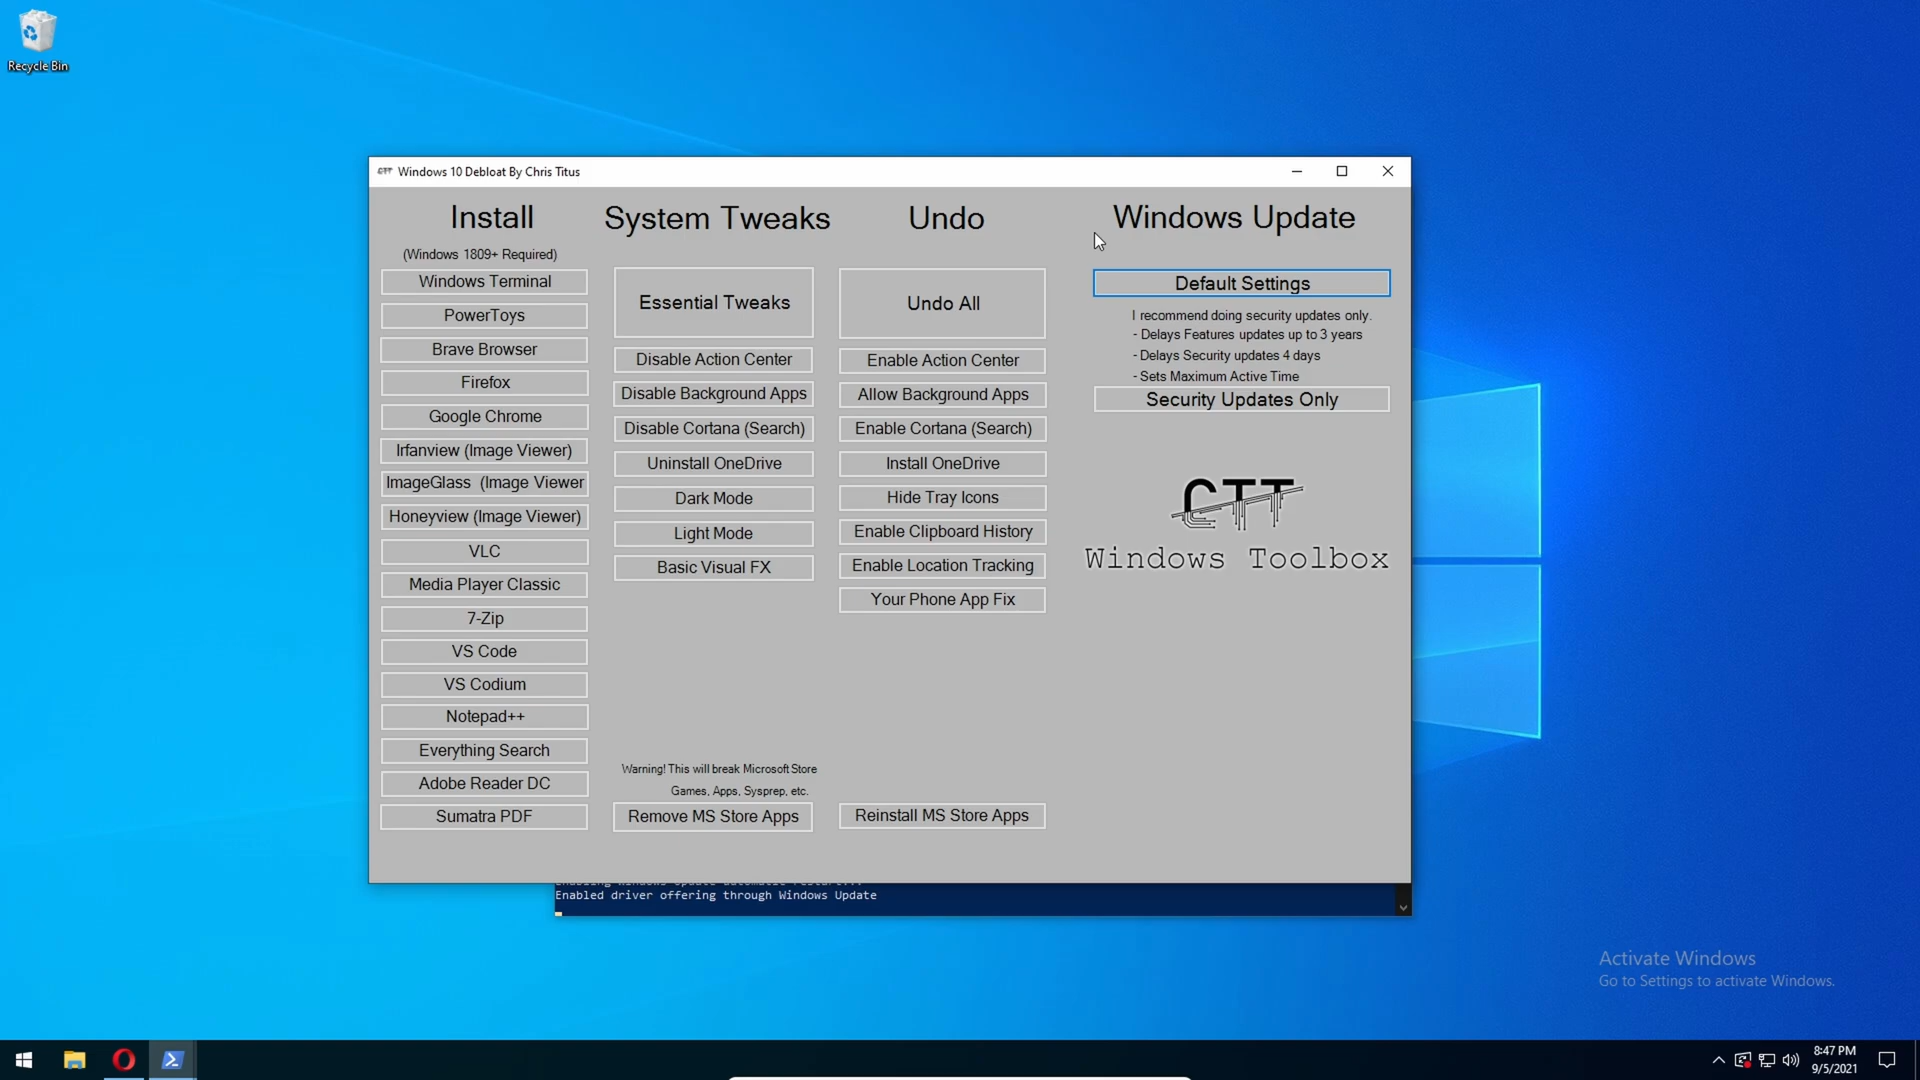 Recycle Bin
CTT Windows 10 Debloat By Chris Titus
Install
(Windows 1809+ Required)
Windows Terminal
PowerToys
Brave Browser
Firefox
Google Chrome
Irfanview (Image Viewer)
ImageGlass (Image Viewer
Honeyview (Image Viewer)
VLC
Media Player Classic
7-Zip
VS Code
VS Codium
Notepad++
Everything Search
Adobe Reader DC
Sumatra PDF
System Tweaks
Essential Tweaks
Disable Action Center
Disable Background Apps
Disable Cortana (Search)
Uninstall OneDrive
Dark Mode
Light Mode
Basic Visual FX
Warning! This will break Microsoft Store
Games, Apps, Sysprep, etc.
Remove MS Store Apps
Undo
Undo All
Enable Action Center
Allow Background Apps
Enable Cortana (Search)
Install OneDrive
Hide Tray Icons
Enable Clipboard History
Enable Location Tracking
Your Phone App Fix
Reinstall MS Store Apps
Windows Update
Default Settings
I recommend doing security updates only.
- Delays Features updates up to 3 years
- Delays Security updates 4 days
- Sets Maximum Active Time
Security Updates Only
CTT
Windows Toolbox
Enabling Windows Update automatic restart...
Enabled driver offering through Windows Update
Activate Windows
Go to Settings to activate Windows.
8:47 PM
9/5/2021